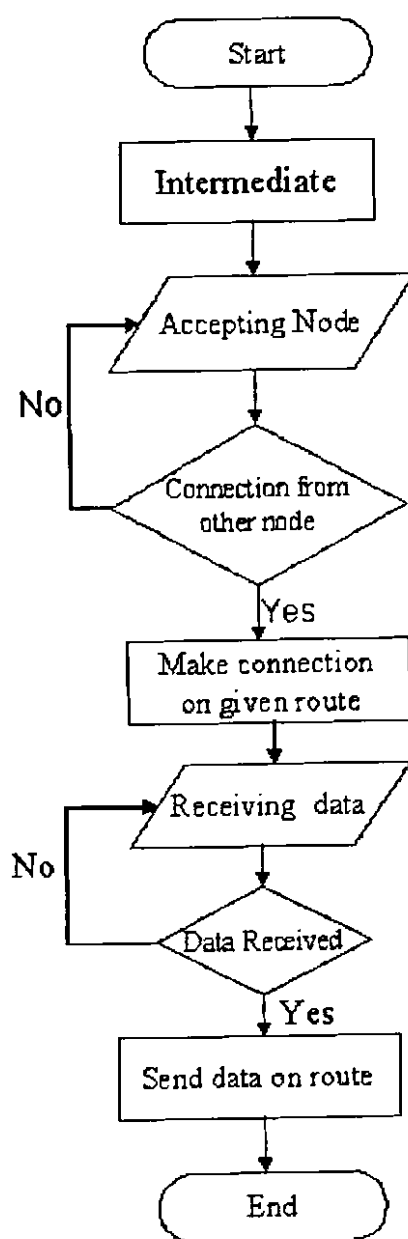 Start
Intermediate
Accepting Node
No
Connection from
other node
Yes
Make connection
on given route
Receiving data
No
Data Received
Yes
Send data on route
End